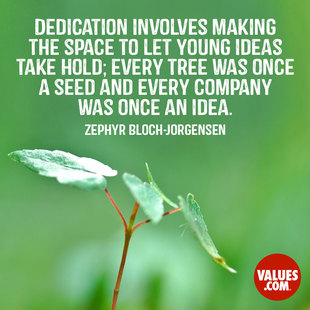 DEDICATION INVOLVES MAKING
THE SPACE TO LET YOUNG IDEAS
TAKE HOLD; EVERY TREE WAS ONCE
A SEED AND EVERY COMPANY
WAS ONCE AN IDEA.
ZEPHYR BLOCH-JORGENSEN
VALUES
.COM